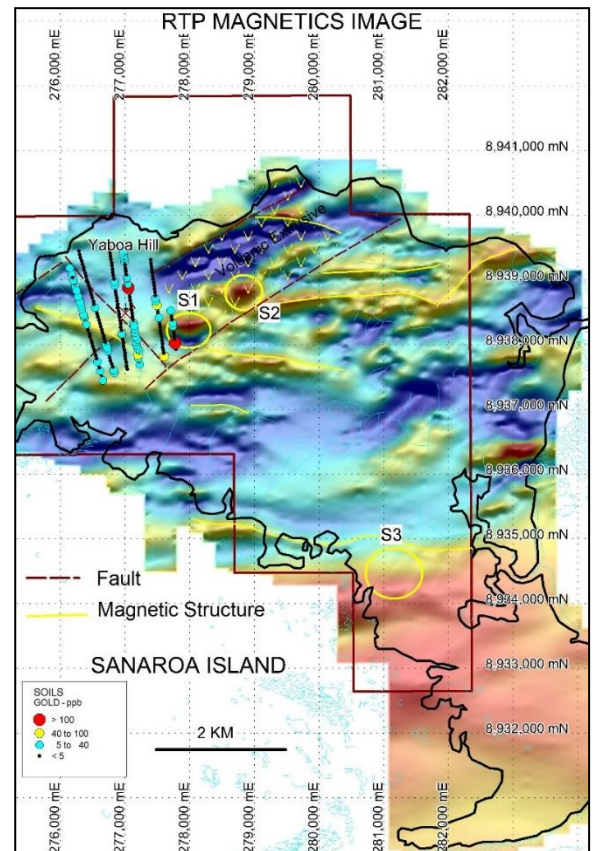 RTP MAGNETICS IMAGE
276,000 mE
277,000 mE
278,000 mE
279,000 mE
280,000 mE
281,000 mE
282,000 mE
8,941,000 mN
8,940,000 mN
Volcanic Extrusive
Yaboa Hill
8,939,000 mN
S1
S2
8,938,000 mN
8,937,000 mN
8,936,000 mN
8,935,000 mN
S3
Fault
8,934,000 mN
Magnetic Structure
SANAROA ISLAND
8,933,000 mN
SOILS
GOLD - ppb
> 100
40 to 100
5 to 40
< 5
2 KM
8,932,000 mN
276,000 mE
277,000 mE
278,000 mE
279,000 mE
280,000 mE
281,000 mE
282,000 mE